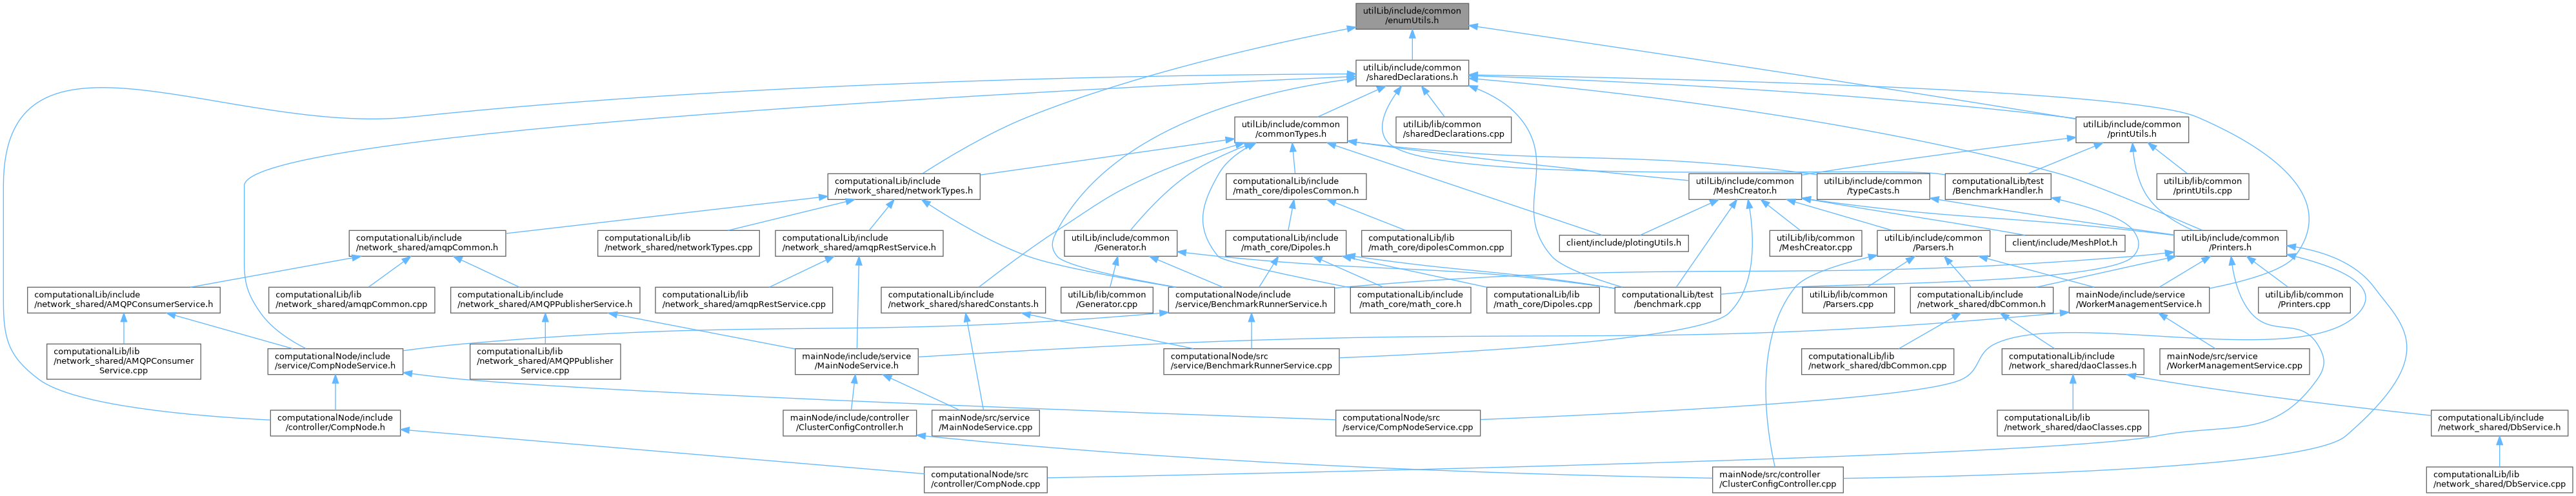 utilLib/include/common
/enumUtils.h
utilLib/include/common
/sharedDeclarations.h
utilLib/include/common
/commonTypes.h
utilLib/lib/common
/sharedDeclarations.cpp
utilLib/include/common
/printUtils.h
computationalLib/include
/network_shared/networkTypes.h
computationalLib/include
/math_core/dipolesCommon.h
utilLib/include/common
/MeshCreator.h
utilLib/include/common
/typeCasts.h
computationalLib/test
/BenchmarkHandler.h
utilLib/lib/common
/printUtils.cpp
computationalLib/include
/network_shared/amqpCommon.h
computationalLib/lib
/network_shared/networkTypes.cpp
computationalLib/include
/network_shared/amqpRestService.h
utilLib/include/common
/Generator.h
computationalLib/include
/math_core/Dipoles.h
computationalLib/lib
/math_core/dipolesCommon.cpp
client/include/plotingUtils.h
utilLib/lib/common
/MeshCreator.cpp
utilLib/include/common
/Parsers.h
client/include/MeshPlot.h
utilLib/include/common
/Printers.h
computationalLib/include
/network_shared/AMQPConsumerService.h
computationalLib/lib
/network_shared/amqpCommon.cpp
computationalLib/include
/network_shared/AMQPPublisherService.h
computationalLib/lib
/network_shared/amqpRestService.cpp
computationalLib/include
/network_shared/sharedConstants.h
utilLib/lib/common
/Generator.cpp
computationalNode/include
/service/BenchmarkRunnerService.h
computationalLib/include
/math_core/math_core.h
computationalLib/lib
/math_core/Dipoles.cpp
computationalLib/test
/benchmark.cpp
utilLib/lib/common
/Parsers.cpp
computationalLib/include
/network_shared/dbCommon.h
mainNode/include/service
/WorkerManagementService.h
utilLib/lib/common
/Printers.cpp
computationalLib/lib
/network_shared/AMQPConsumer
Service.cpp
computationalNode/include
/service/CompNodeService.h
computationalLib/lib
/network_shared/AMQPPublisher
Service.cpp
mainNode/include/service
/MainNodeService.h
computationalNode/src
/service/BenchmarkRunnerService.cpp
computationalLib/lib
/network_shared/dbCommon.cpp
computationalLib/include
/network_shared/daoClasses.h
mainNode/src/service
/WorkerManagementService.cpp
computationalNode/include
/controller/CompNode.h
mainNode/include/controller
/ClusterConfigController.h
mainNode/src/service
/MainNodeService.cpp
computationalNode/src
/service/CompNodeService.cpp
computationalLib/lib
/network_shared/daoClasses.cpp
computationalLib/include
/network_shared/DbService.h
computationalNode/src
/controller/CompNode.cpp
mainNode/src/controller
/ClusterConfigController.cpp
computationalLib/lib
/network_shared/DbService.cpp